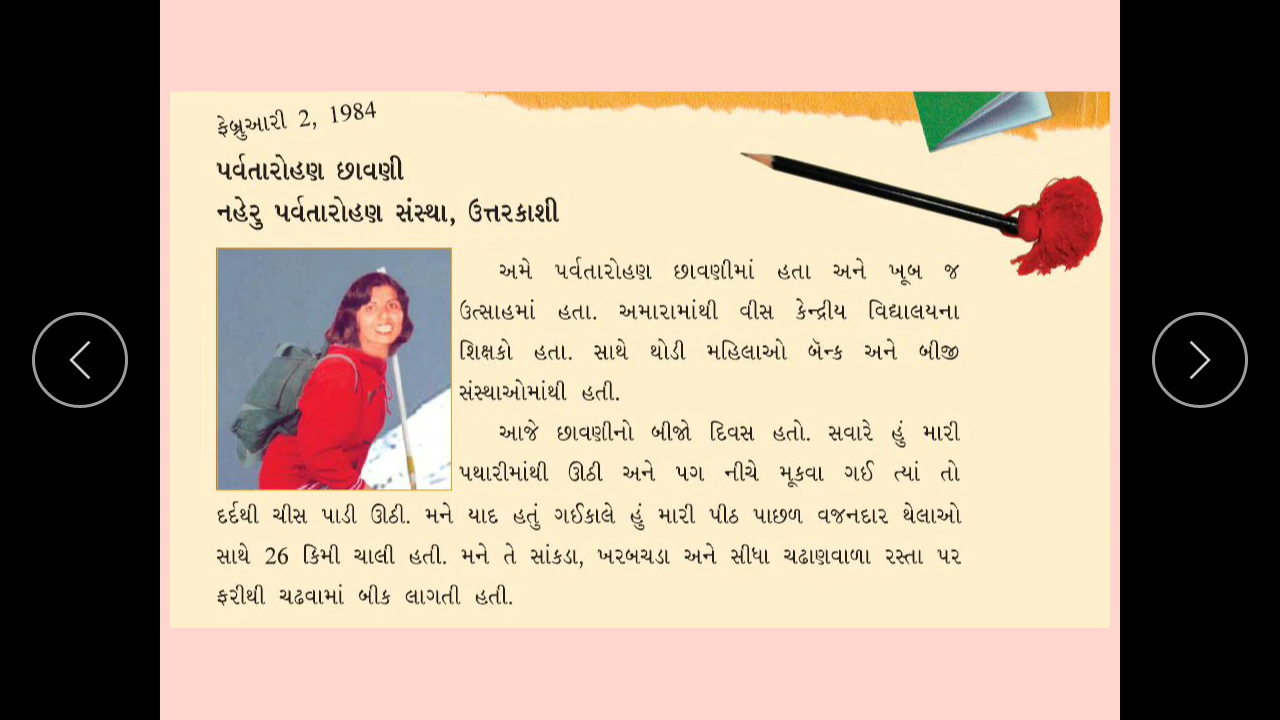 ફેબ્રુઆરી 2, 1984
પર્વતારોહણ છાવણી
નહેરુ પર્વતારોહણ સંસ્થા, ઉત્તરકાશી
અમે પર્વતારોહણ છાવણીમાં હતા અને ખૂબ જ
ઉત્સાહમાં હતા. અમારામાંથી વીસ કેન્દ્રીય વિદ્યાલયના
શિક્ષકો હતા. સાથે થોડી મહિલાઓ બૅન્ક અને બીજી
સંસ્થાઓમાંથી હતી.
આજે છાવણીનો બીજો દિવસ હતો. સવારે હું મારી
પથારીમાંથી ઊઠી અને પગ નીચે મૂકવા ગઈ ત્યાં તો
દર્દથી ચીસ પાડી ઊઠી. મને યાદ હતું ગઈકાલે હું મારી પીઠ પાછળ વજનદાર થેલાઓ
સાથે 26 કિમી ચાલી હતી. મને તે સાંકડા, ખરબચડા અને સીધા ચઢાણવાળા રસ્તા પર
ફરીથી ચઢવામાં બીક લાગતી હતી.